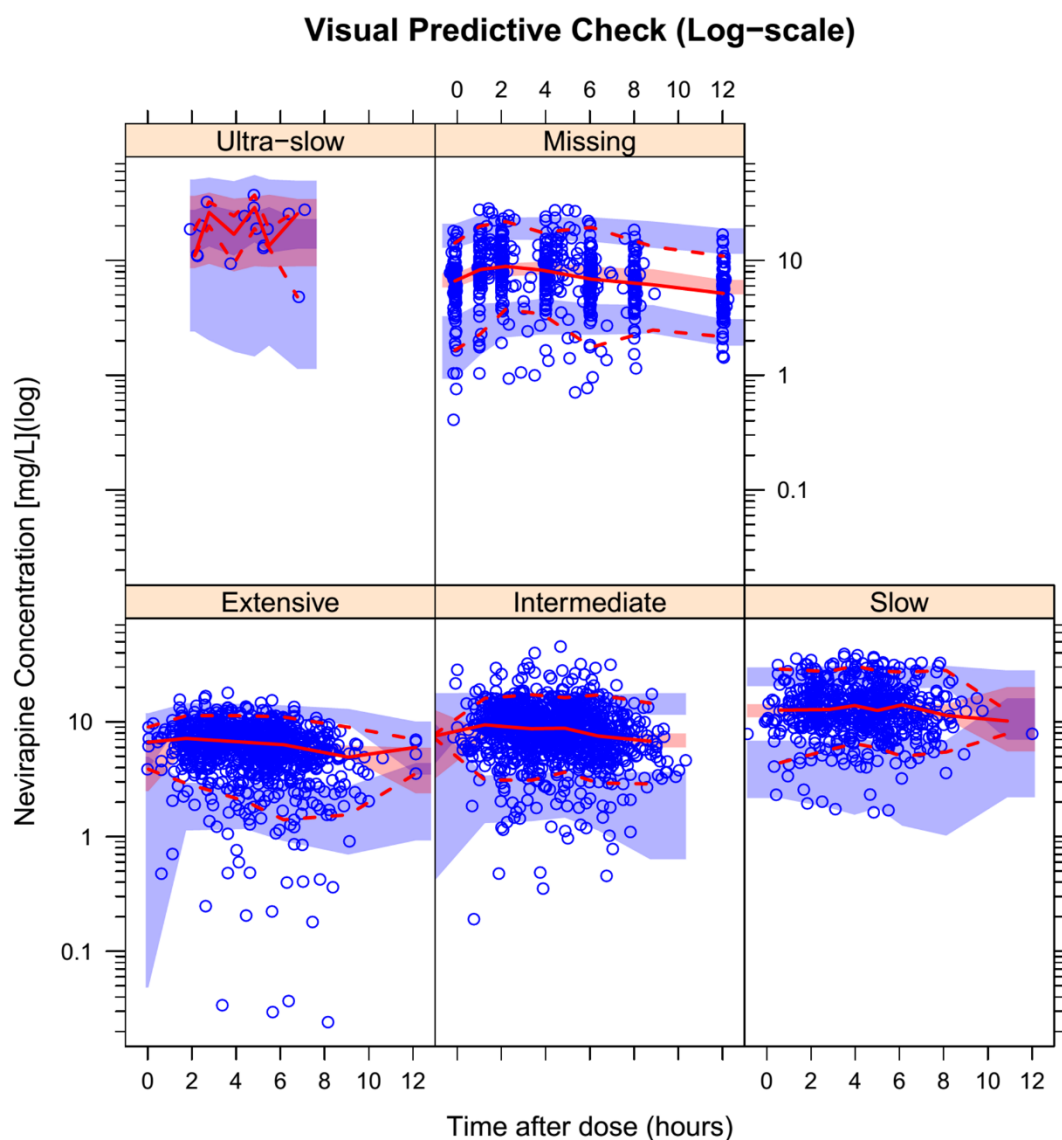 Visual Predictive Check (Log−scale)
0 2 4 6 8 10 12
Ultra−slow Missing
10
1
0.1
Extensive Intermediate Slow
10
1
0.1
0 2 4 6 8 10 12 0 2 4 6 8 10 12
Nevirapine Concentration [mg/L](log)
Time after dose (hours)